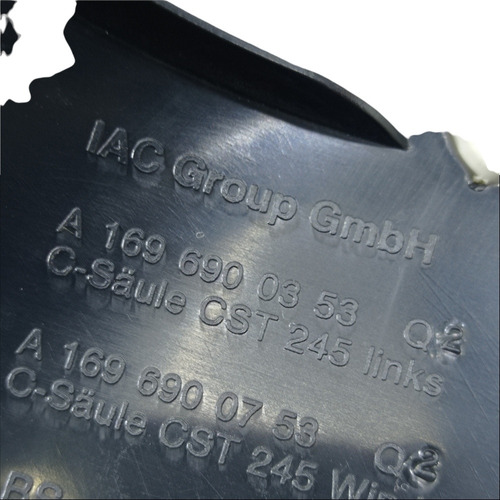 IAC Group GmbH
A 169 690 03 53 Q2
C-Säule CST 245 links
A 169 690 07 53 Q2
C-Säule CST 245